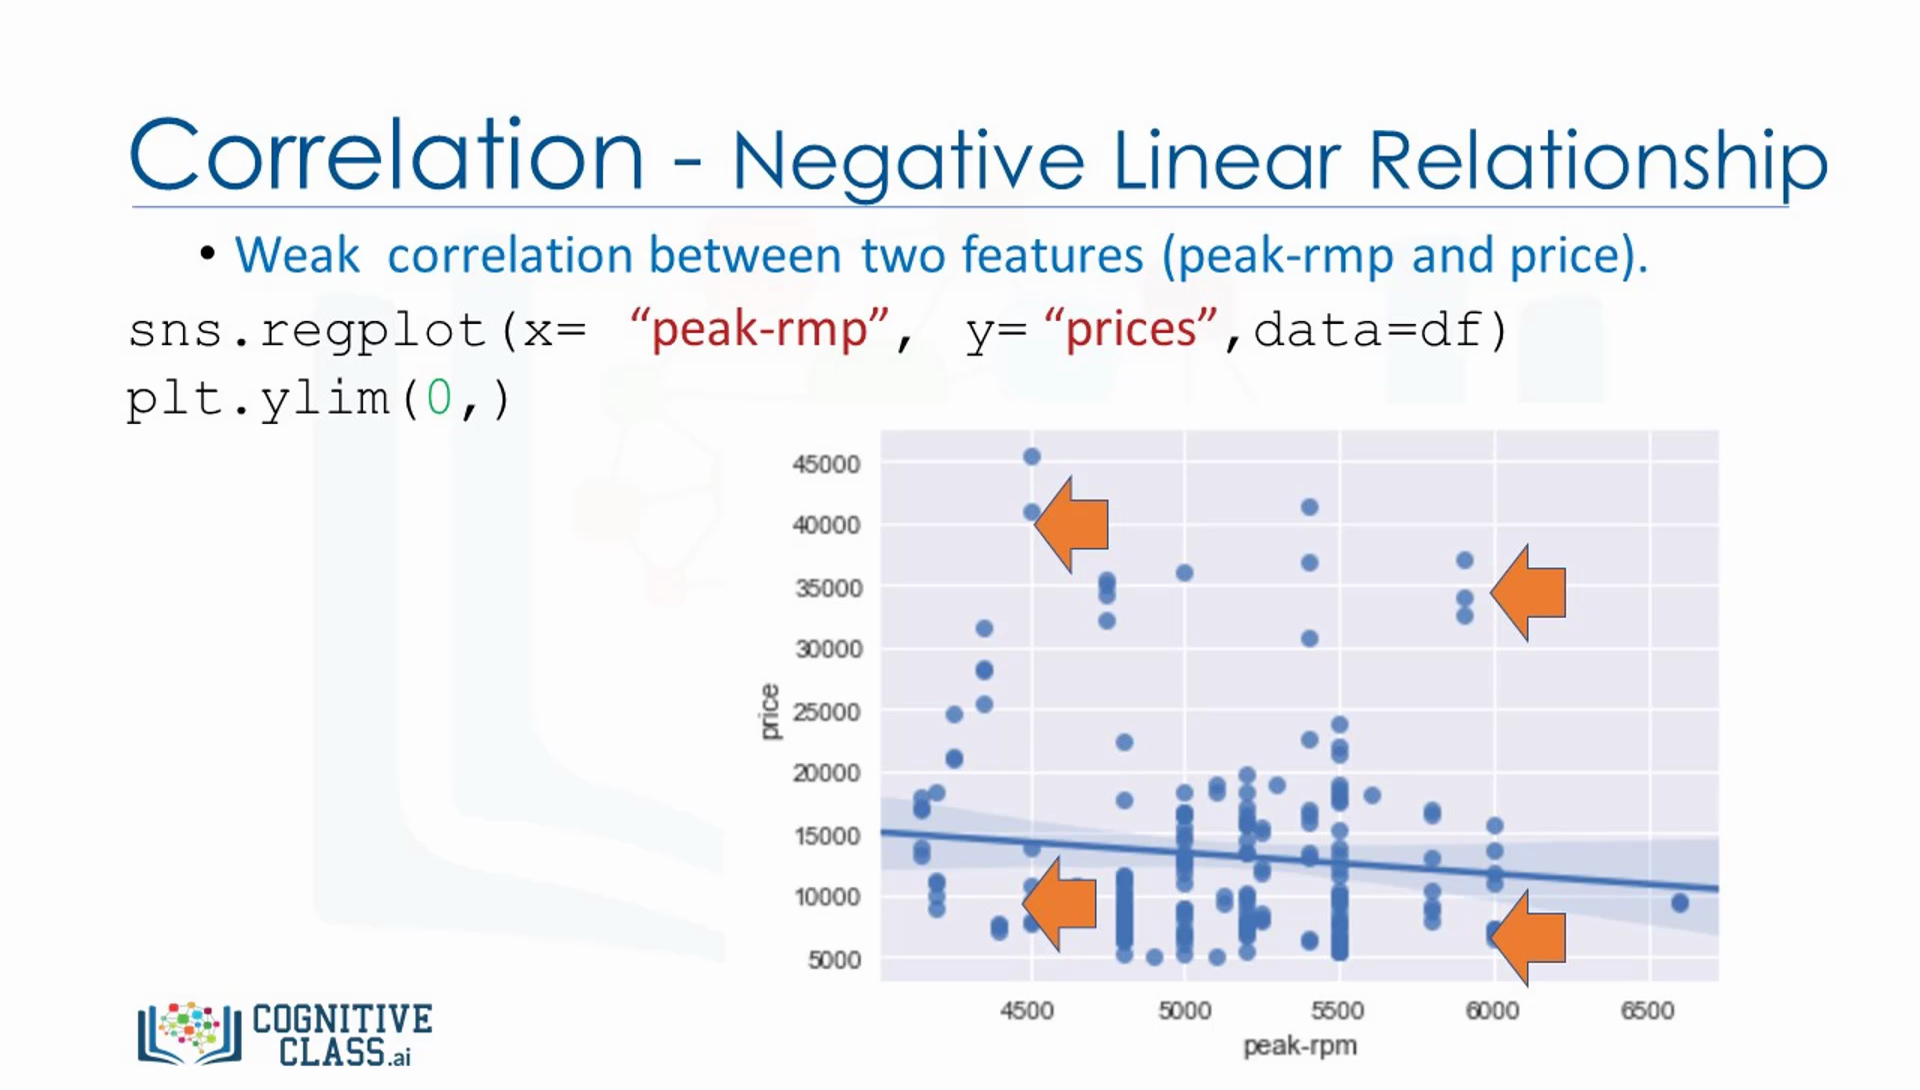 Correlation - Negative Linear Relationship
• Weak correlation between two features (peak-rmp and price).
sns.regplot(x= “peak-rmp”, y= “prices”,data=df)
plt.ylim(0,)
45000
40000
35000
30000
25000
20000
15000
10000
5000
price
4500 5000 5500 6000 6500
peak-rpm
COGNITIVE
CLASS.ai